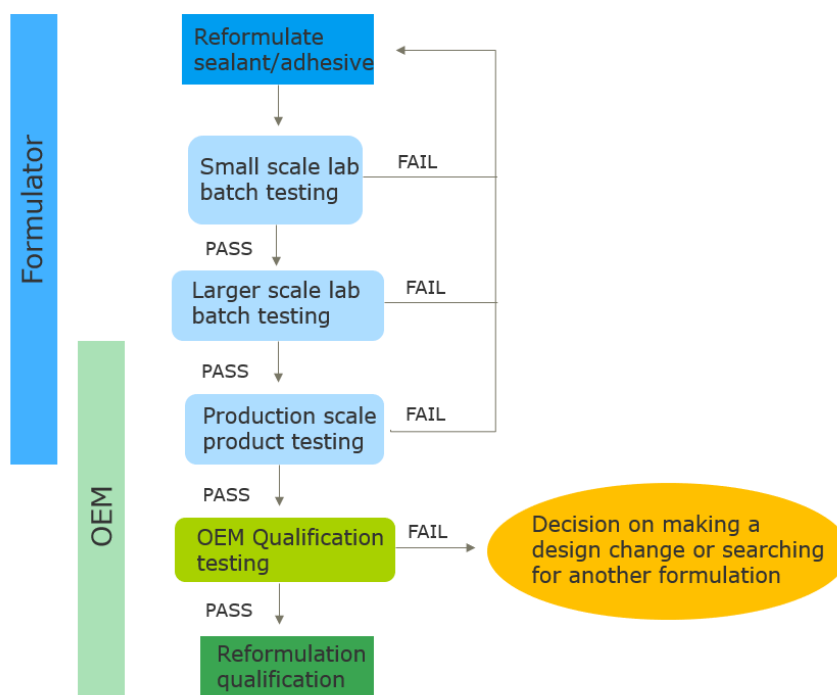 Formulator
OEM
Reformulate
sealant/adhesive
Small scale lab
batch testing
FAIL
PASS
Larger scale lab
batch testing
FAIL
PASS
Production scale
product testing
FAIL
PASS
OEM Qualification
testing
FAIL
Decision on making a
design change or searching
for another formulation
PASS
Reformulation
qualification